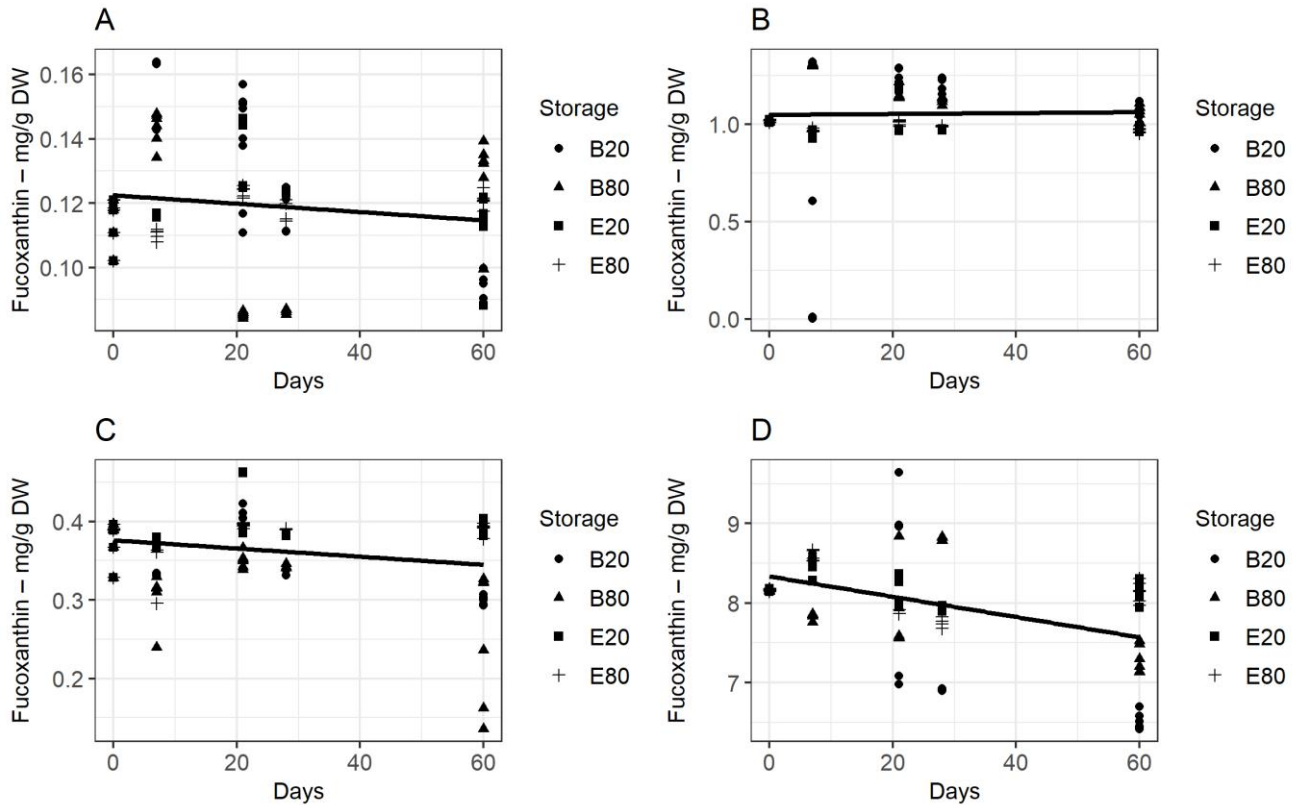 A
Fucoxanthin – mg/g DW
0.16
0.14
0.12
0.10
0
20
40
60
Days
Storage
B20
B80
E20
E80
B
Fucoxanthin – mg/g DW
1.0
0.5
0.0
0
20
40
60
Days
Storage
B20
B80
E20
E80
C
Fucoxanthin – mg/g DW
0.4
0.3
0.2
0
20
40
60
Days
Storage
B20
B80
E20
E80
D
Fucoxanthin – mg/g DW
9
8
7
0
20
40
60
Days
Storage
B20
B80
E20
E80